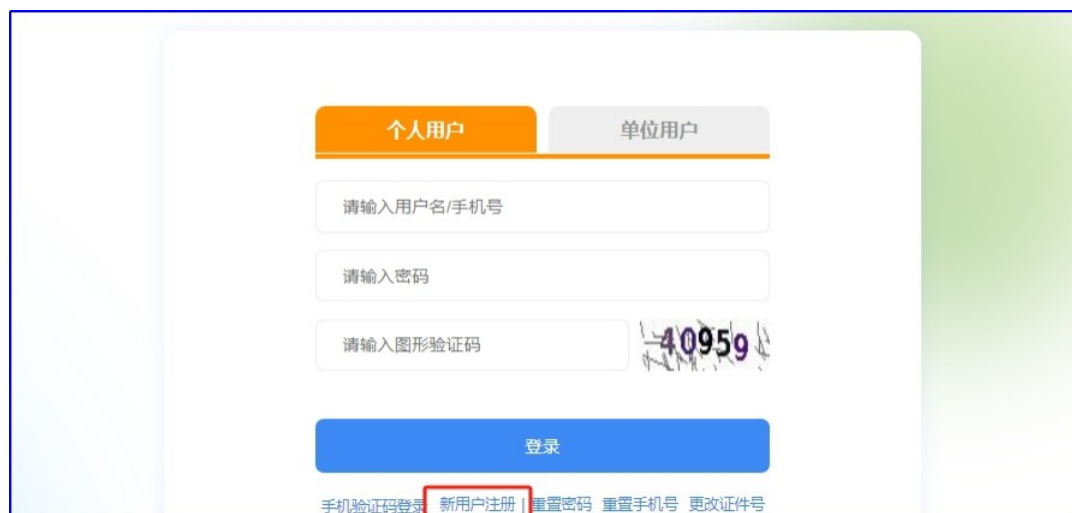 个人用户 单位用户
请输入用户名/手机号
请输入密码
请输入图形验证码 40959
登录
手机验证码登录 新用户注册 | 重置密码 重置手机号 更改证件号